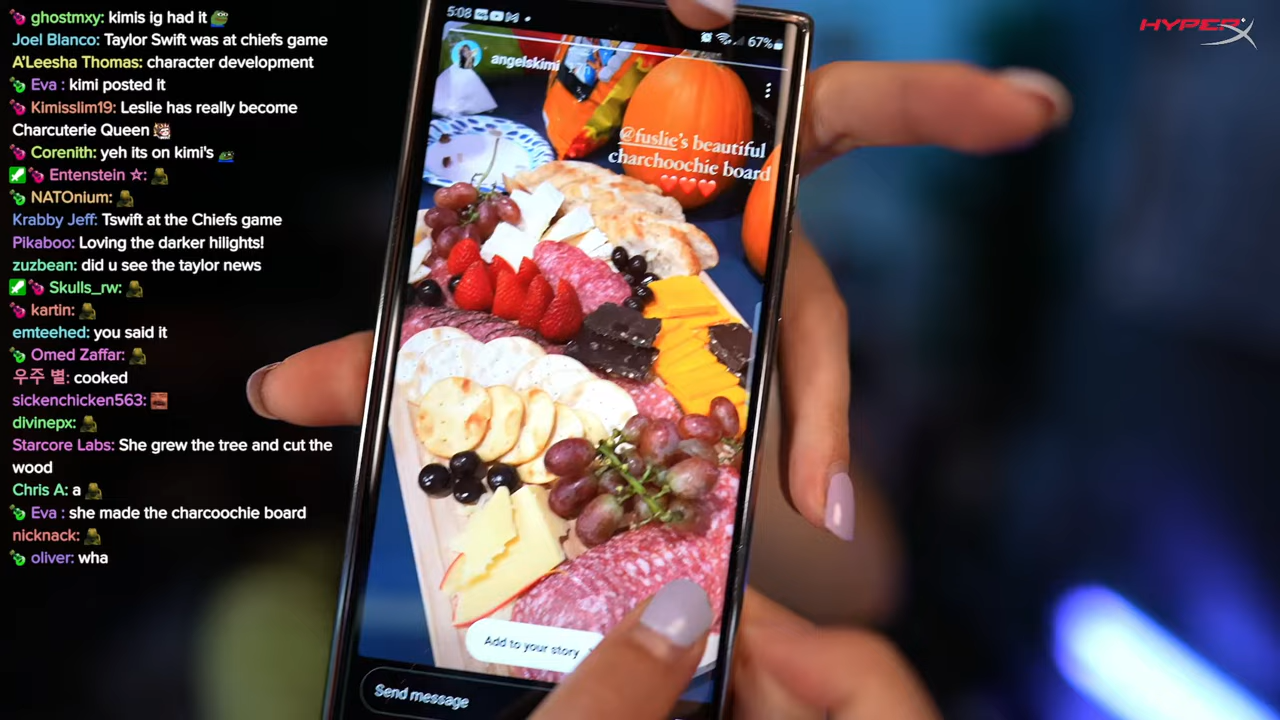 ghostmxy: kimis ig had it
Joel Blanco: Taylor Swift was at chiefs game
A'Leesha Thomas: character development
Eva : kimi posted it
Kimisslim19: Leslie has really become
Charcuterie Queen
Corenith: yeh its on kimi's
Entenstein ☆:
NATOnium:
Krabby Jeff: Tswift at the Chiefs game
Pikaboo: Loving the darker hilights!
zuzbean: did u see the taylor news
Skulls_rw:
kartin:
emteehed: you said it
Omed Zaffar:
우주 별: cooked
sickenchicken563:
divinepx:
Starcore Labs: She grew the tree and cut the
wood
Chris A: a
Eva : she made the charcoochie board
nicknack:
oliver: wha
5:08
67%
angelskimi
@fuslie's beautiful
charchoochie board
Add to your story
Send message
HYPERX